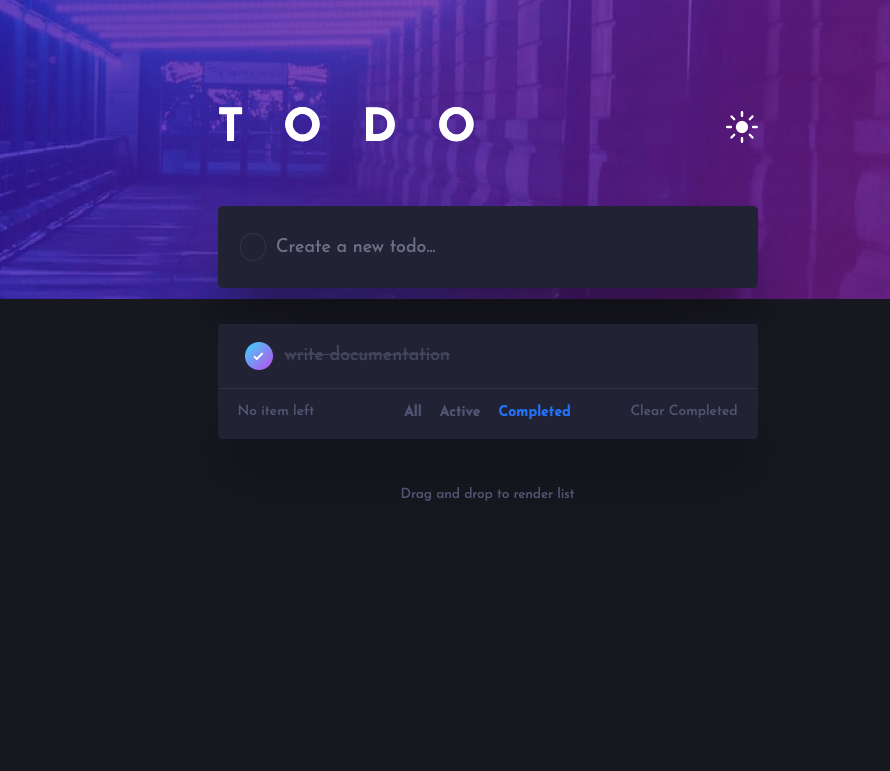 TODO
Create a new todo...
write documentation
No item left
All
Active
Completed
Clear Completed
Drag and drop to render list